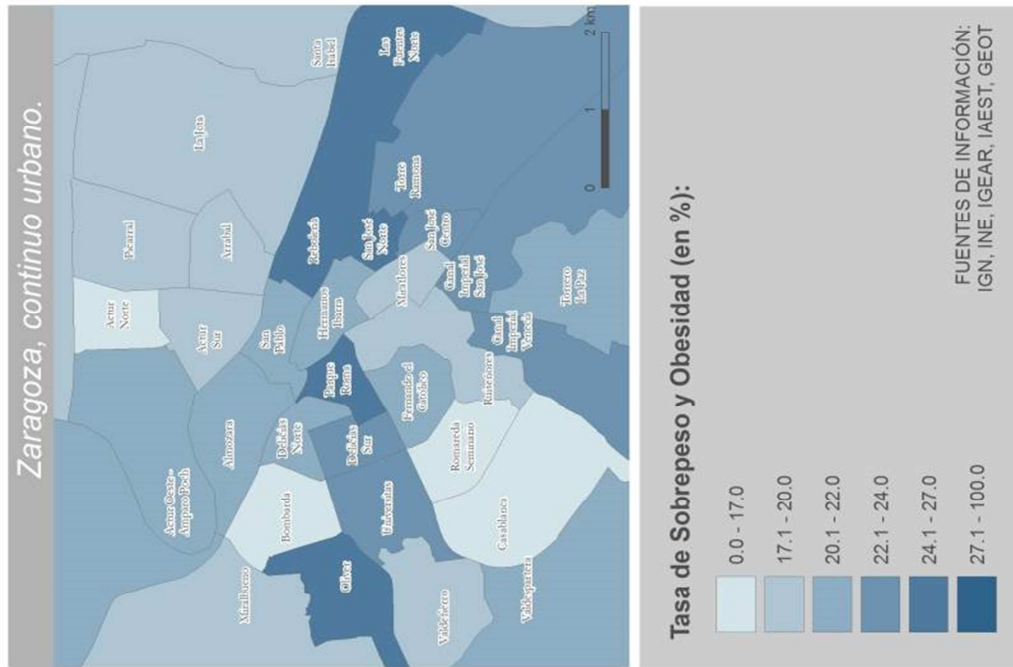 Zaragoza, continuo urbano.
Santa
Isabel
Las
Fuentes
Norte
La Jota
Picarral
Arrabal
Torre
Ramona
Rebolería
San José
Norte
San José
Centro
Actur
Norte
Actur
Sur
San
Pablo
Hermanos
Ibarra
Miraflores
Canal
Imperial
San José
Torrero
La Paz
Canal
Imperial
Venecia
Parque
Roma
Fernando el
Católico
Ruiseñores
Actur Oeste -
Amparo Poch
Almozara
Delicias
Norte
Delicias
Sur
Romareda
Seminario
Bombarda
Universitas
Casablanca
Miralbueno
Oliver
Valdefierro
Valdespartera
0
1
2 km
Tasa de Sobrepeso y Obesidad (en %):
0.0 - 17.0
17.1 - 20.0
20.1 - 22.0
22.1 - 24.0
24.1 - 27.0
27.1 - 100.0
FUENTES DE INFORMACIÓN:
IGN, INE, IGEAR, IAEST, GEOT